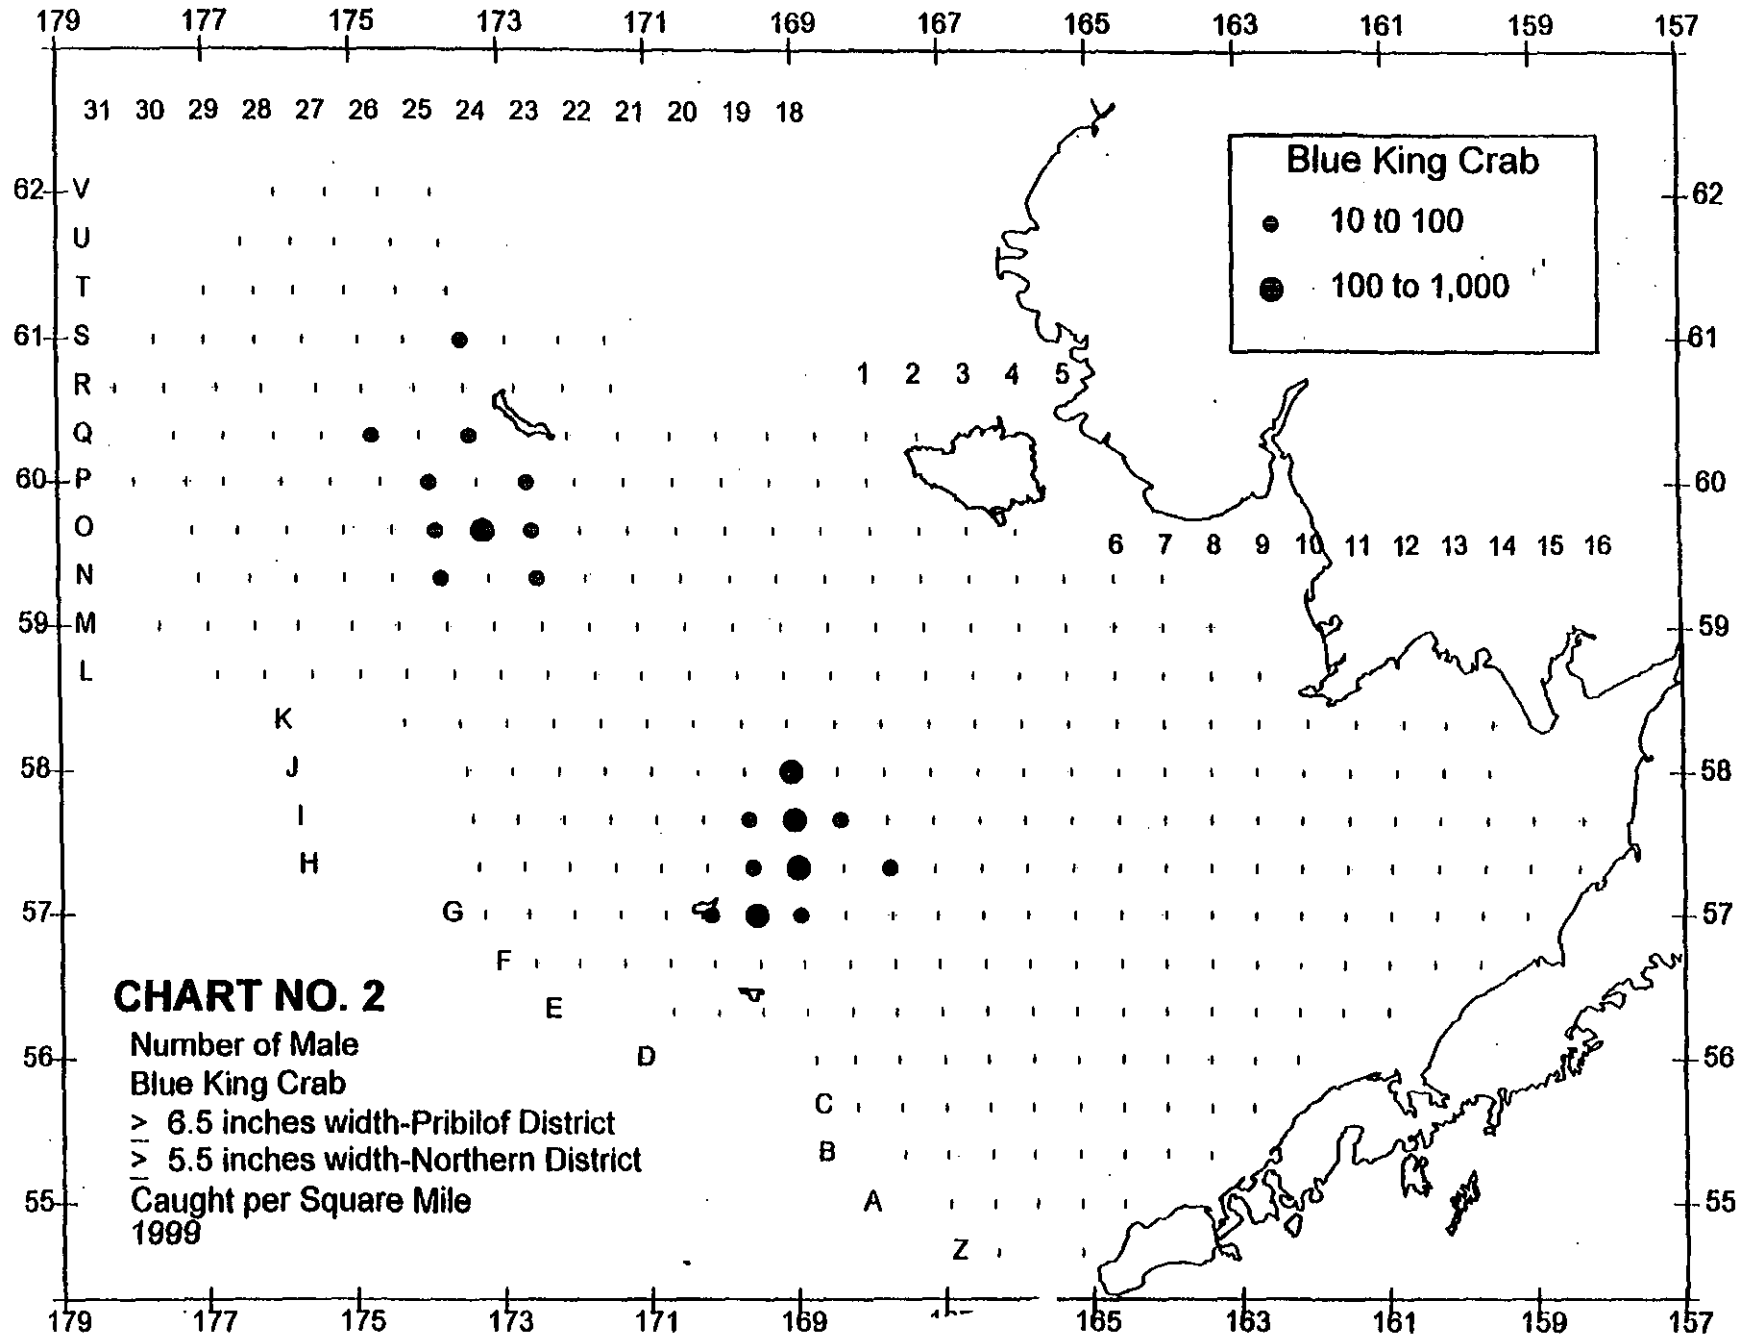 179 177 175 173 171 169 167 165 163 161 159 157
31 30 29 28 27 26 25 24 23 22 21 20 19 18
Blue King Crab
10 to 100
100 to 1,000
62 V 62
U
T
61 S 61
R 1 2 3 4 5
Q
60 P 60
O
6 7 8 9 10 11 12 13 14 15 16
N
59 M 59
L
K
58 J 58
I
H
57 G 57
F
CHART NO. 2
E
Number of Male
56 D 56
Blue King Crab
C
≥ 6.5 inches width-Pribilof District
B
≥ 5.5 inches width-Northern District
55 A 55
Caught per Square Mile
1999
Z
179 177 175 173 171 169 165 163 161 159 157